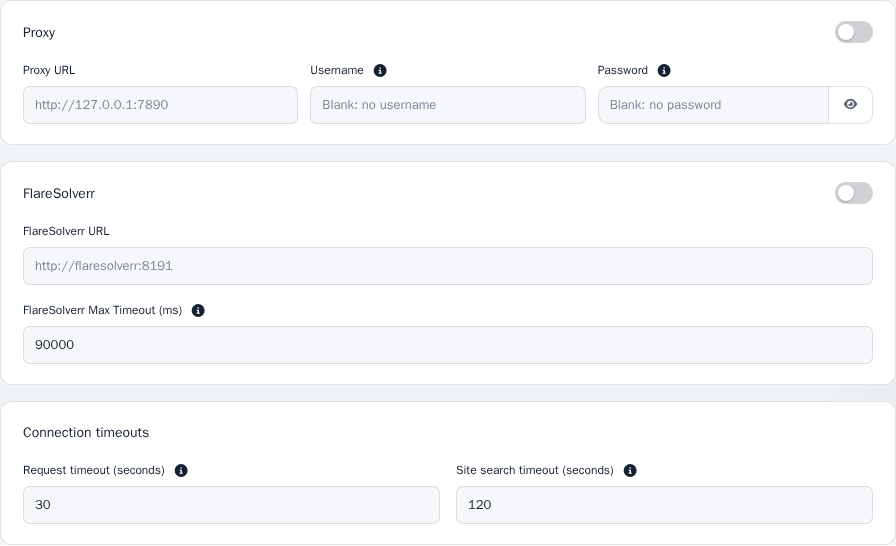 Proxy
Proxy URL
Username
Password
http://127.0.0.1:7890
Blank: no username
Blank: no password
FlareSolverr
FlareSolverr URL
http://flaresolverr:8191
FlareSolverr Max Timeout (ms)
90000
Connection timeouts
Request timeout (seconds)
Site search timeout (seconds)
30
120